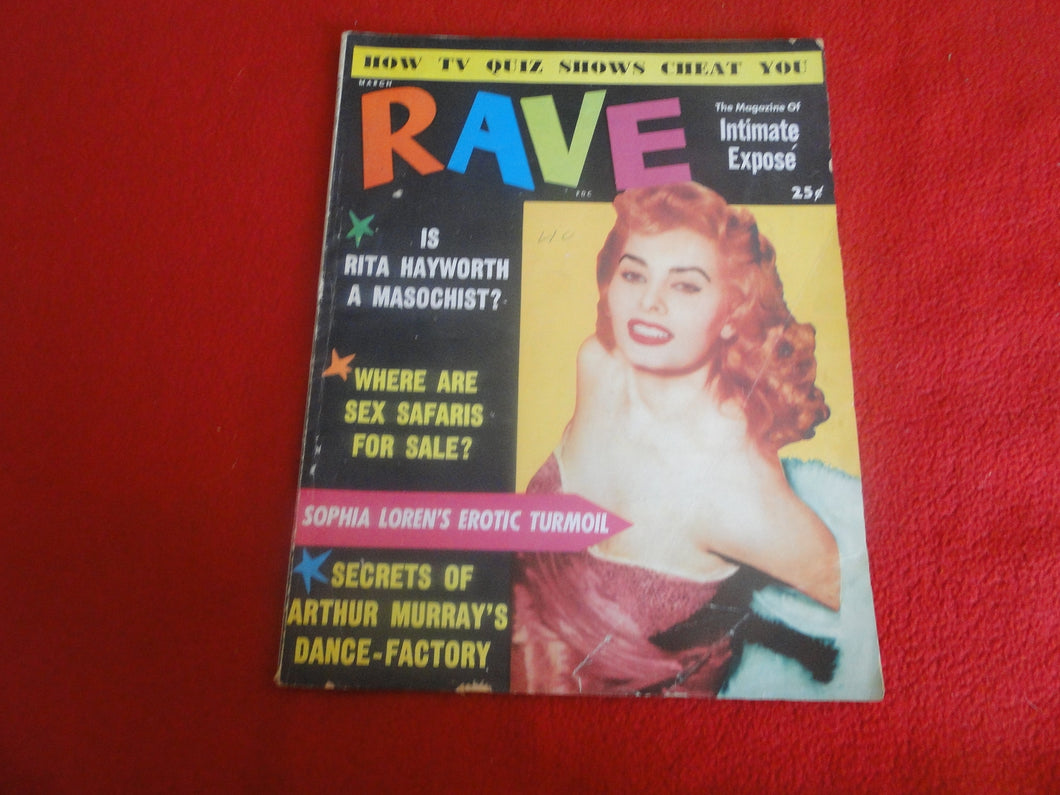 HOW TV QUIZ SHOWS CHEAT YOU
MARCH
RAVE
The Magazine Of
Intimate
Exposé
25¢
IS
RITA HAYWORTH
A MASOCHIST?
WHERE ARE
SEX SAFARIS
FOR SALE?
SOPHIA LOREN'S EROTIC TURMOIL
SECRETS OF
ARTHUR MURRAY'S
DANCE-FACTORY